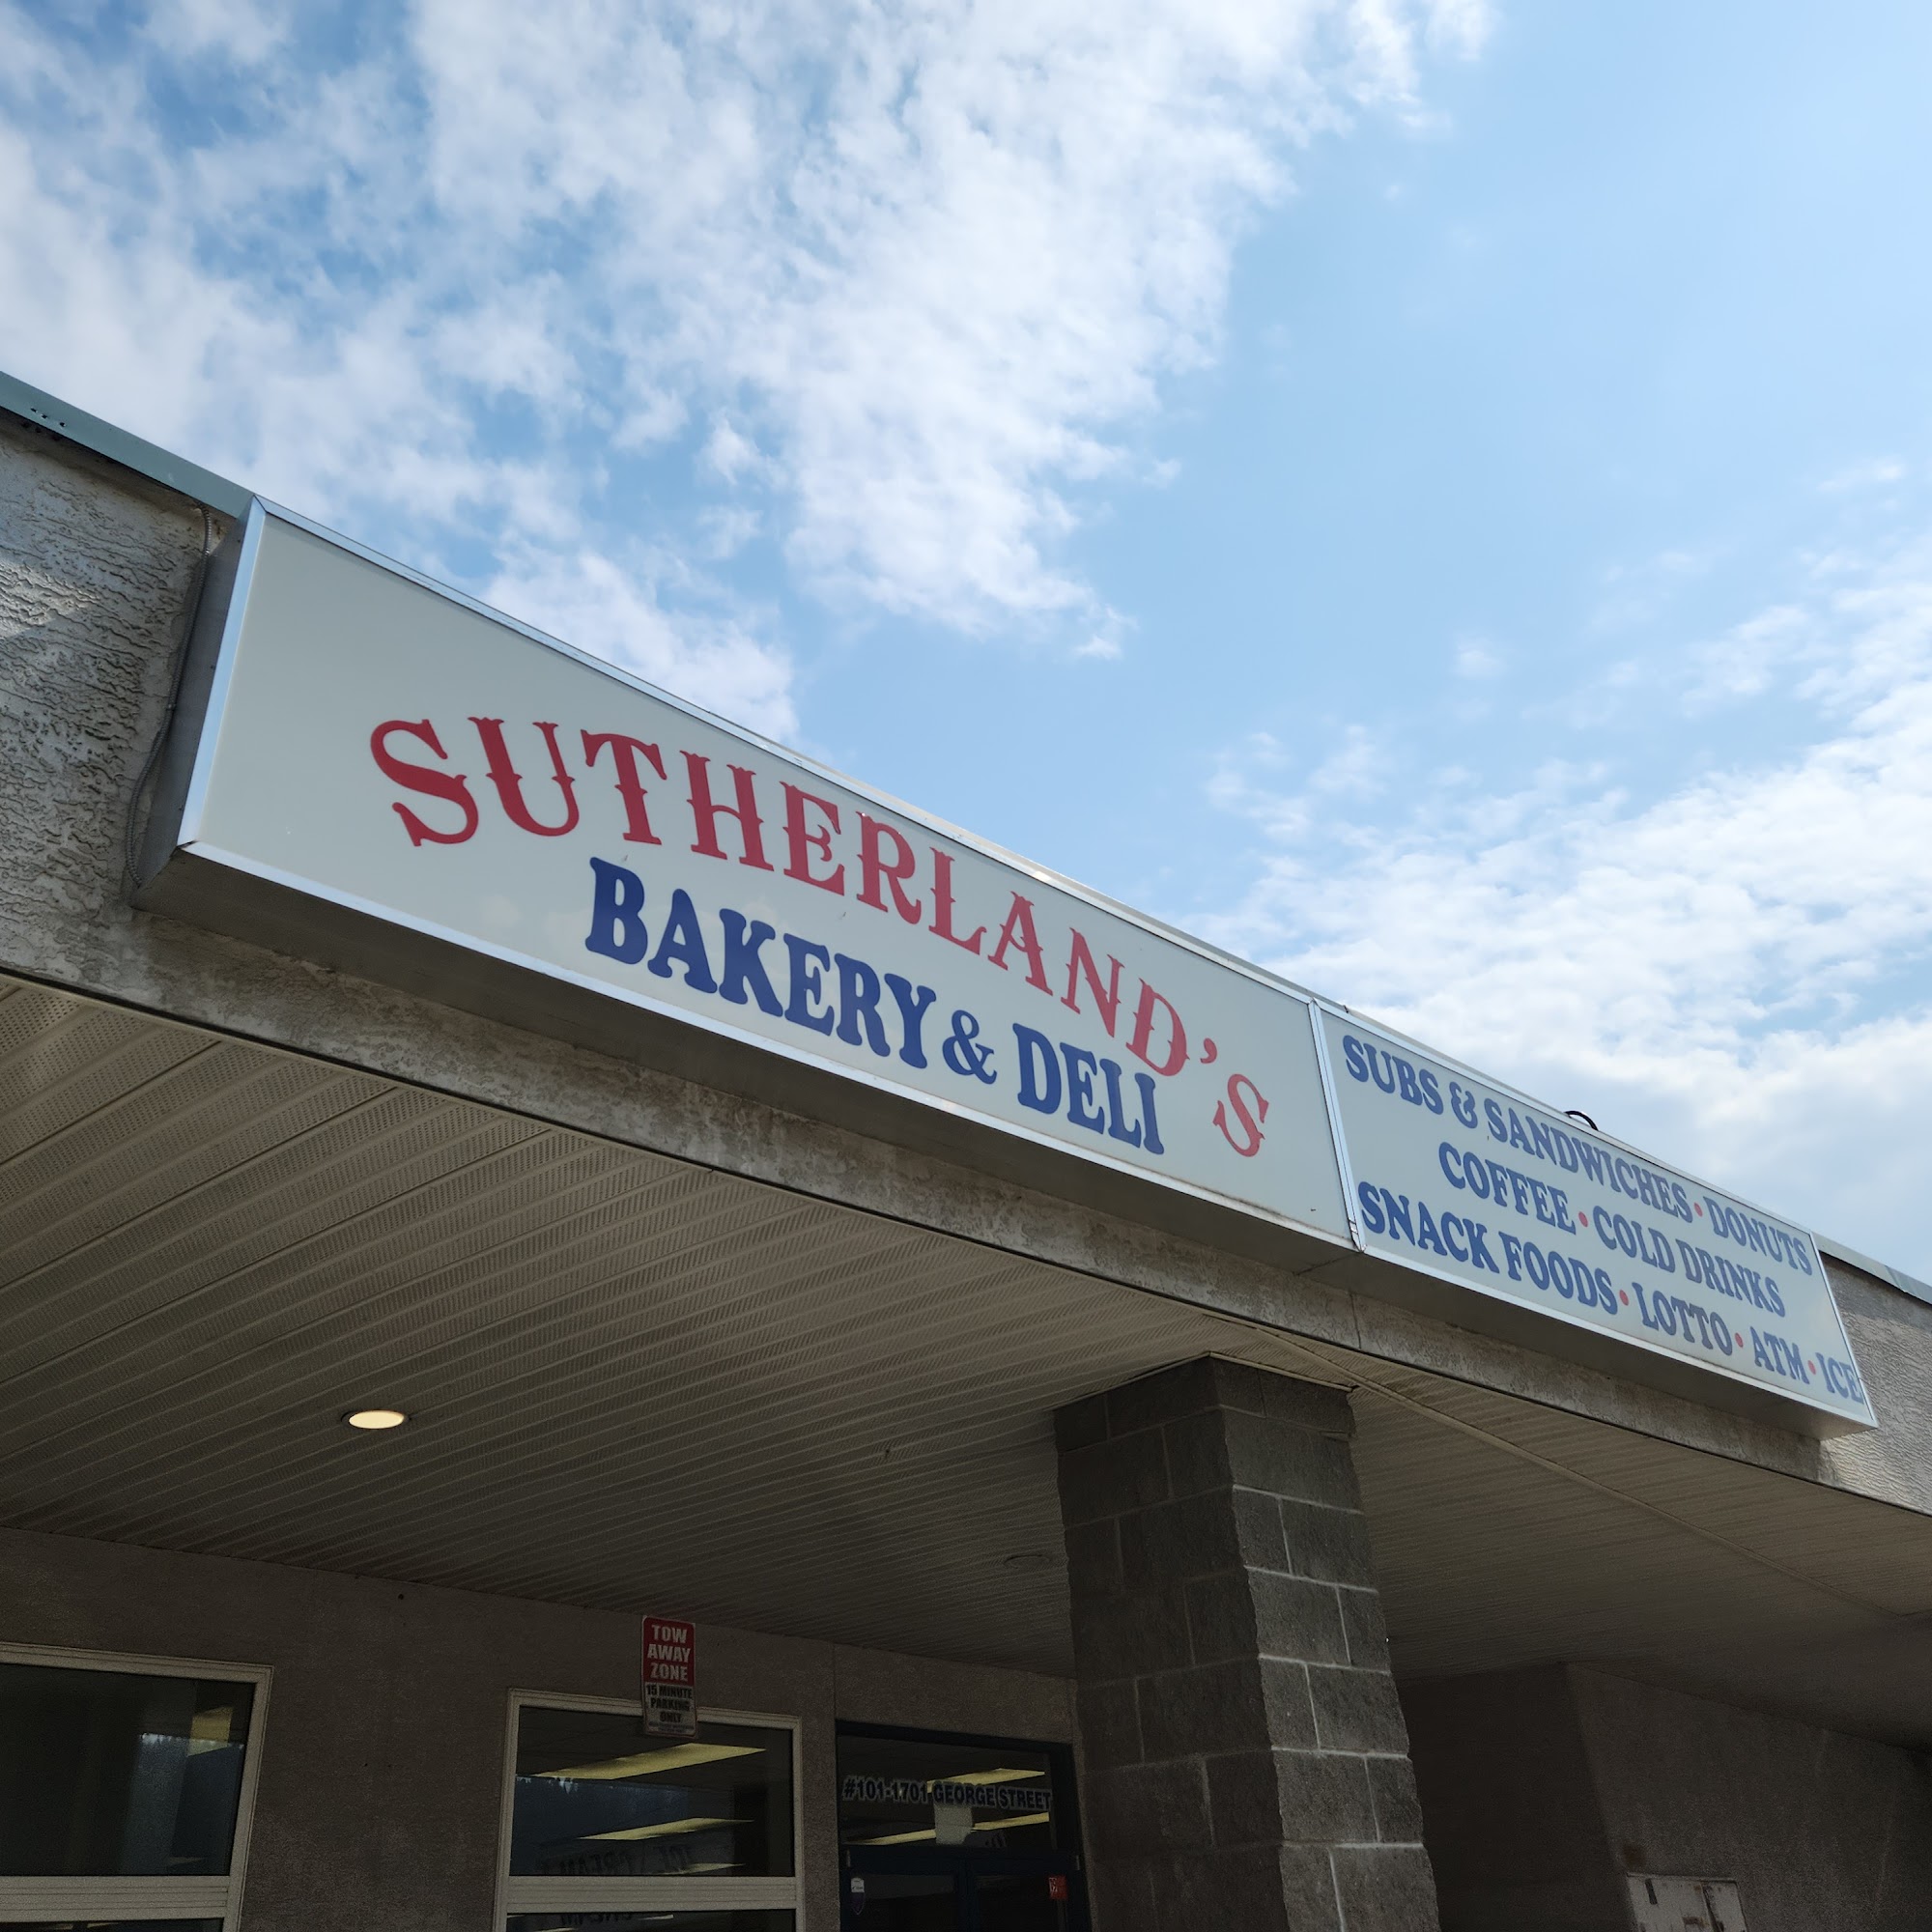 SUTHERLAND'S
BAKERY & DELI
SUBS & SANDWICHES • DONUTS
COFFEE • COLD DRINKS
SNACK FOODS • LOTTO • ATM • ICE
TOW
AWAY
ZONE
15 MINUTE
PARKING
ONLY
#101-1701 GEORGE STREET